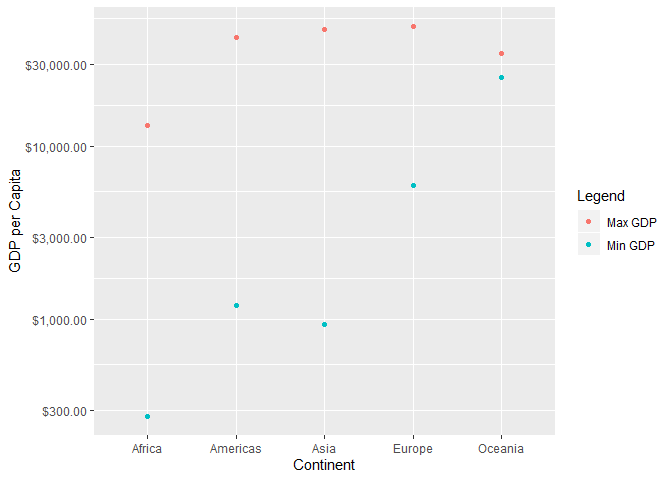 $30,000.00
$10,000.00
$3,000.00
$1,000.00
$300.00
GDP per Capita
Africa Americas Asia Europe Oceania
Continent
Legend
Max GDP
Min GDP